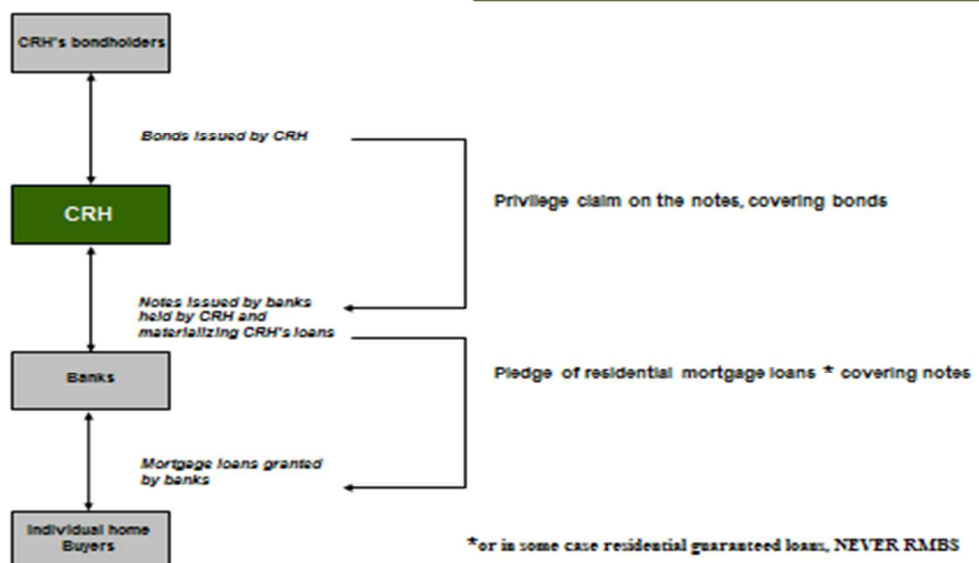 CRH's bondholders
Bonds issued by CRH
CRH
Privilege claim on the notes, covering bonds
Notes issued by banks
held by CRH and
materializing CRH's loans
Banks
Pledge of residential mortgage loans * covering notes
Mortgage loans granted
by banks
Individual home
Buyers
*or in some case residential guaranteed loans, NEVER RMBS